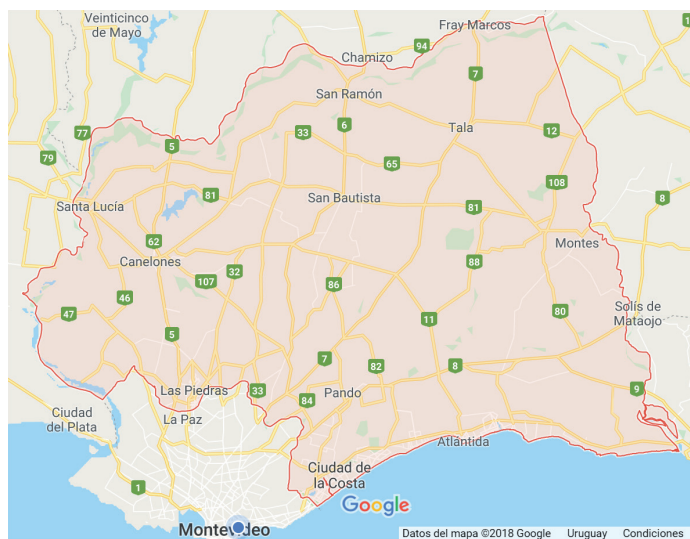 Veinticinco
de Mayo
Fray Marcos
1
94
Chamizo
7
San Ramón
77
5
33
6
Tala
12
79
65
108
81
San Bautista
81
8
Santa Lucía
62
Montes
Canelones
32
88
107
86
46
47
11
80
Solís de
Mataojo
5
7
82
8
Las Piedras
33
84
Pando
9
Ciudad
del Plata
La Paz
Atlántida
Ciudad de
la Costa
1
Google
Montevideo
Datos del mapa ©2018 Google Uruguay Condiciones